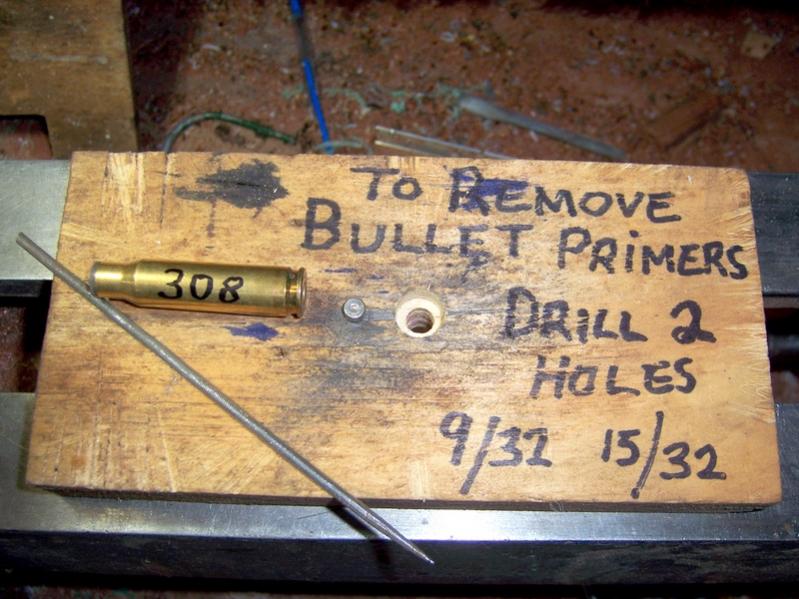 To REMOVE
BULLET PRiMERS
308
DRILL 2
HOLES
9/32 15/32